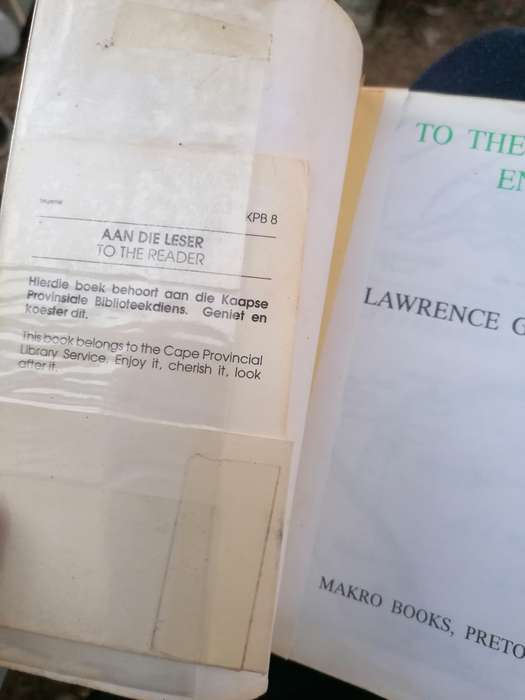 KPB 8
AAN DIE LESER
TO THE READER
Hierdie boek behoort aan die Kaapse
Provinsiale Biblioteekdiens. Geniet en
koester dit.
This book belongs to the Cape Provincial
Library Service. Enjoy it, cherish it, look
after it.
TO THE
EN
LAWRENCE G
MAKRO BOOKS, PRETO